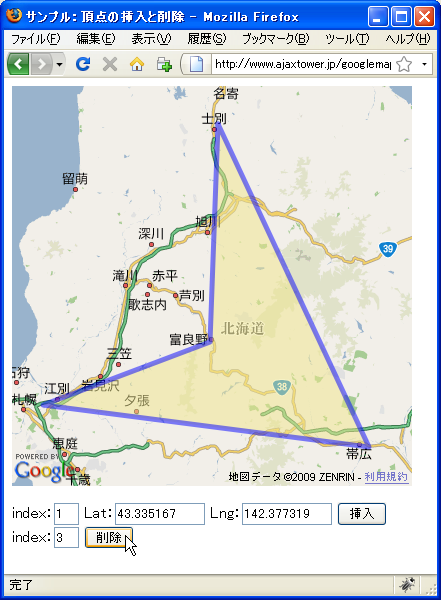 サンプル: 頂点の挿入と削除 - Mozilla Firefox
ファイル(F) 編集(E) 表示(V) 履歴(S) ブックマーク(B) ツール(T) ヘルプ(H)
http://www.ajaxtower.jp/googlemap
名寄
士別
留萌
深川
旭川
39
滝川
赤平
歌志内
芦別
富良野
北海道
三笠
石狩
江別
岩見沢
38
札幌
夕張
恵庭
帯広
千歳
POWERED BY
Google
地図データ ©2009 ZENRIN - 利用規約
index: 1 Lat: 43.335167 Lng: 142.377319 挿入
index: 3 削除
完了